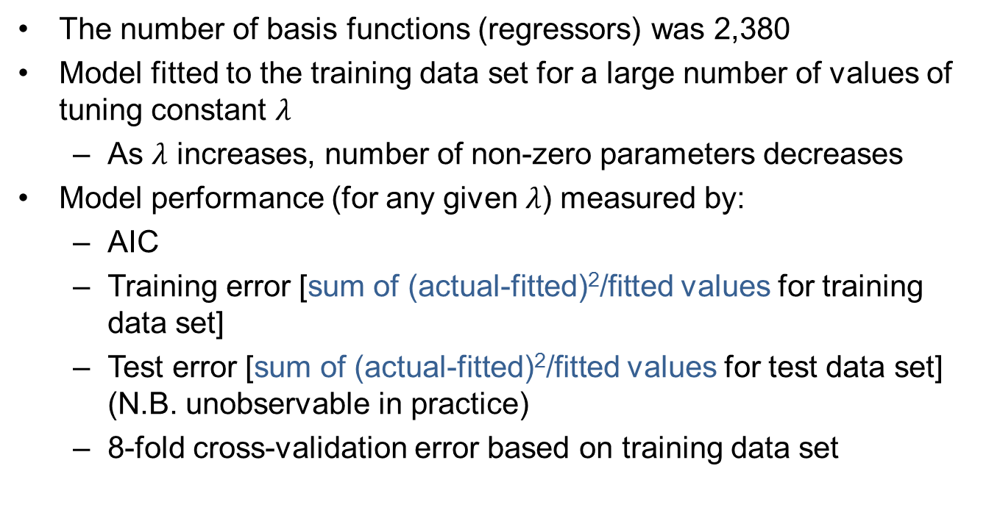 • The number of basis functions (regressors) was 2,380
• Model fitted to the training data set for a large number of values of
tuning constant λ
– As λ increases, number of non-zero parameters decreases
• Model performance (for any given λ) measured by:
– AIC
– Training error [sum of (actual-fitted)²/fitted values for training
data set]
– Test error [sum of (actual-fitted)²/fitted values for test data set]
(N.B. unobservable in practice)
– 8-fold cross-validation error based on training data set